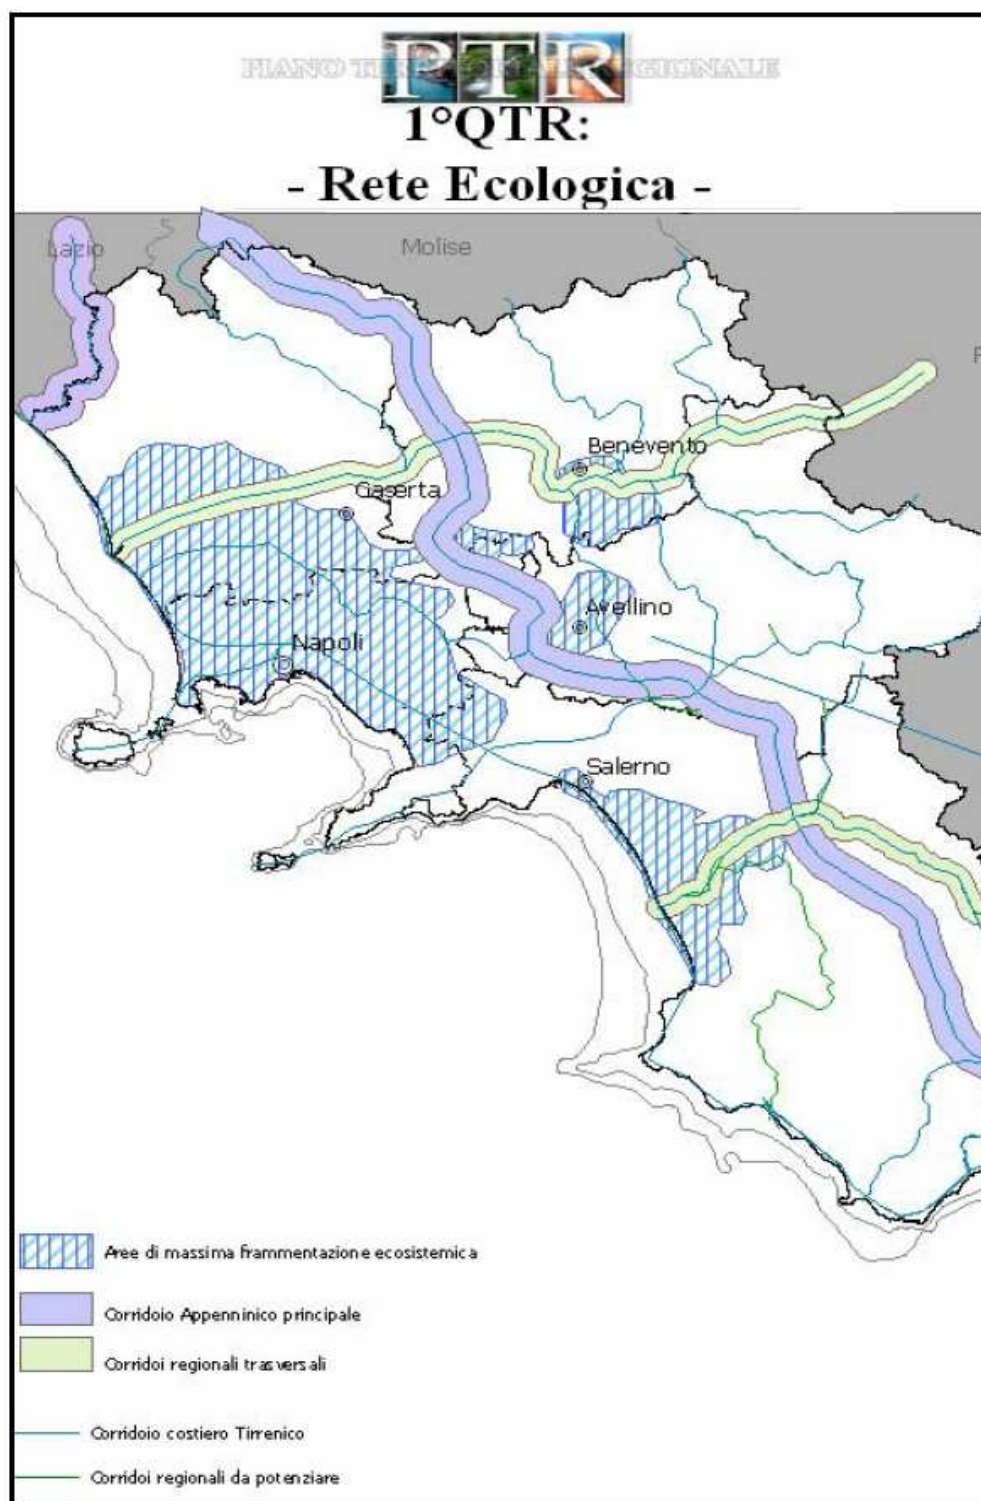 PIANO TERRITORIALE REGIONALE
PTR
1°QTR:
- Rete Ecologica -
Lazio
Molise
Benevento
Caserta
Avellino
Napoli
Salerno
Aree di massima frammentazione ecosistemica
Corridoio Appenninico principale
Corridoi regionali trasversali
Corridoio costiero Tirrenico
Corridoi regionali da potenziare